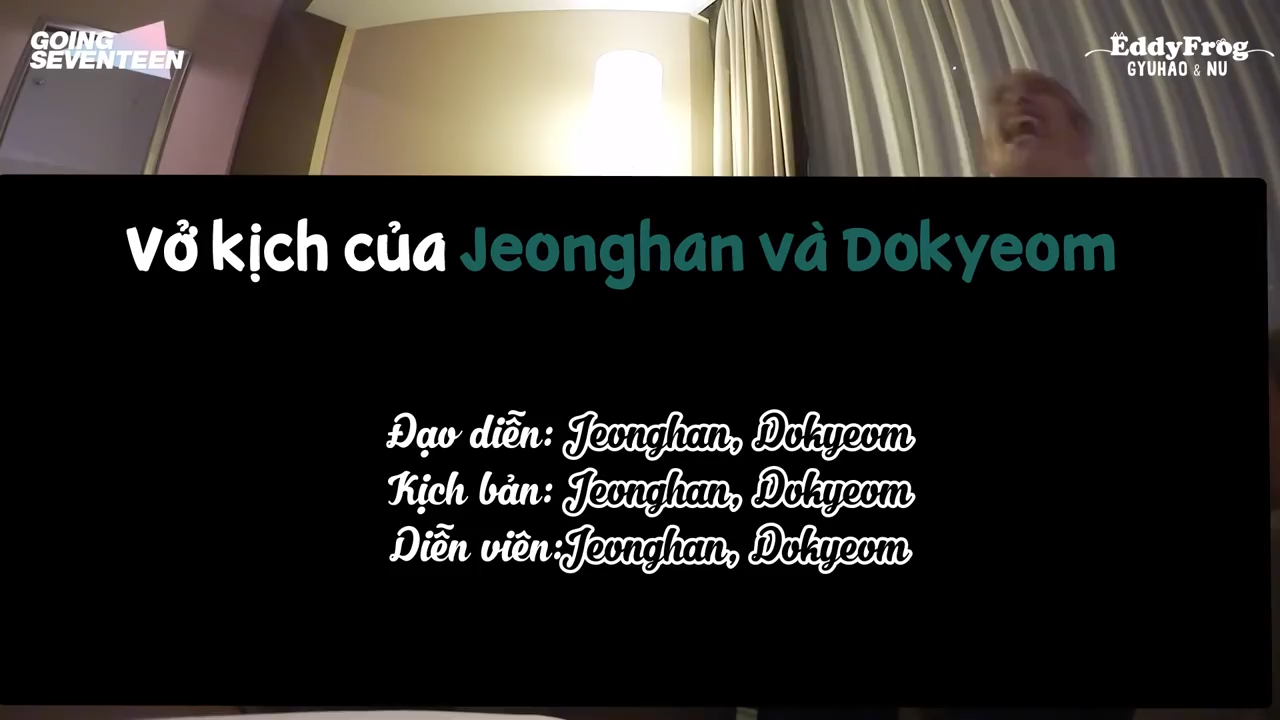 GOING
SEVENTEEN
EddyFrog
GYUHAO & NU
Vở kịch của Jeonghan và Dokyeom
Đạo diễn: Jeonghan, Dokyeom
Kịch bản: Jeonghan, Dokyeom
Diễn viên:Jeonghan, Dokyeom